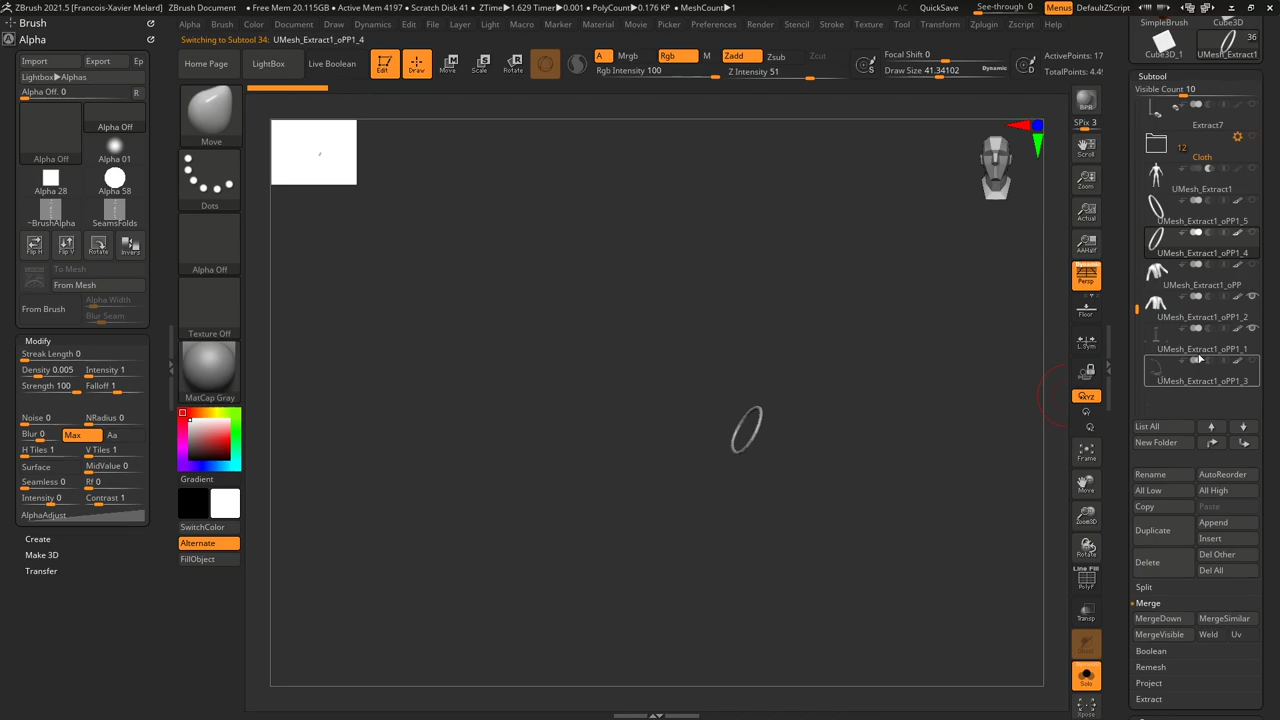 ZBrush 2021.5 [Francois-Xavier Melard]
ZBrush Document
• Free Mem 20.115GB • Active Mem 4197 • Scratch Disk 41 • ZTime▶1.629 Timer▶0.001 • PolyCount▶0.176 KP • MeshCount▶1
AC
QuickSave
See-through 0
Menus
DefaultZScript
Brush
Alpha
Brush
Color
Document
Draw
Dynamics
Edit
File
Layer
Light
Macro
Marker
Material
Movie
Picker
Preferences
Render
Stencil
Stroke
Texture
Tool
Transform
Zplugin
Zscript
Help
Alpha
Switching to Subtool 34: UMesh_Extract1_oPP1_4
Import
Export
Ep
Lightbox▶Alphas
Alpha Off. 0
R
Alpha Off
Alpha Off
Alpha 01
Alpha 28
Alpha 58
~BrushAlpha
SeamsFolds
Flip H
Flip V
Rotate
Invers
To Mesh
From Mesh
From Brush
Alpha Width
Blur Seam
Modify
Streak Length 0
Density 0.005
Intensity 1
Strength 100
Falloff 1
Noise 0
NRadius 0
Blur 0
Max
Aa
H Tiles 1
V Tiles 1
Surface
MidValue 0
Seamless 0
Rf 0
Intensity 0
Contrast 1
AlphaAdjust
Create
Make 3D
Transfer
Home Page
LightBox
Live Boolean
Edit
Draw
Move
Scale
Rotate
A
Mrgb
Rgb
M
Rgb Intensity 100
Zadd
Zsub
Zcut
Z Intensity 51
S
Focal Shift 0
Draw Size 41.34102
Dynamic
D
ActivePoints: 17
TotalPoints: 4.4
Move
Dots
Alpha Off
Texture Off
MatCap Gray
Gradient
SwitchColor
Alternate
FillObject
BPR
SPix 3
Scroll
Zoom
Actual
AAHalf
Dynamic
Persp
Floor
L.Sym
XYZ
Frame
Move
Zoom3D
Rotate
Line Fill
PolyF
Transp
Dynamic
Solo
Xpose
SimpleBrush
Cube3D
36
Cube3D_1
UMesh_Extract1
Subtool
Visible Count 10
Extract7
12
Cloth
UMesh_Extract1
UMesh_Extract1_oPP1_5
UMesh_Extract1_oPP1_4
UMesh_Extract1_oPP
UMesh_Extract1_oPP1_2
UMesh_Extract1_oPP1_1
UMesh_Extract1_oPP1_3
List All
New Folder
Rename
AutoReorder
All Low
All High
Copy
Paste
Duplicate
Append
Insert
Delete
Del Other
Del All
Split
Merge
MergeDown
MergeSimilar
MergeVisible
Weld
Uv
Boolean
Remesh
Project
Extract